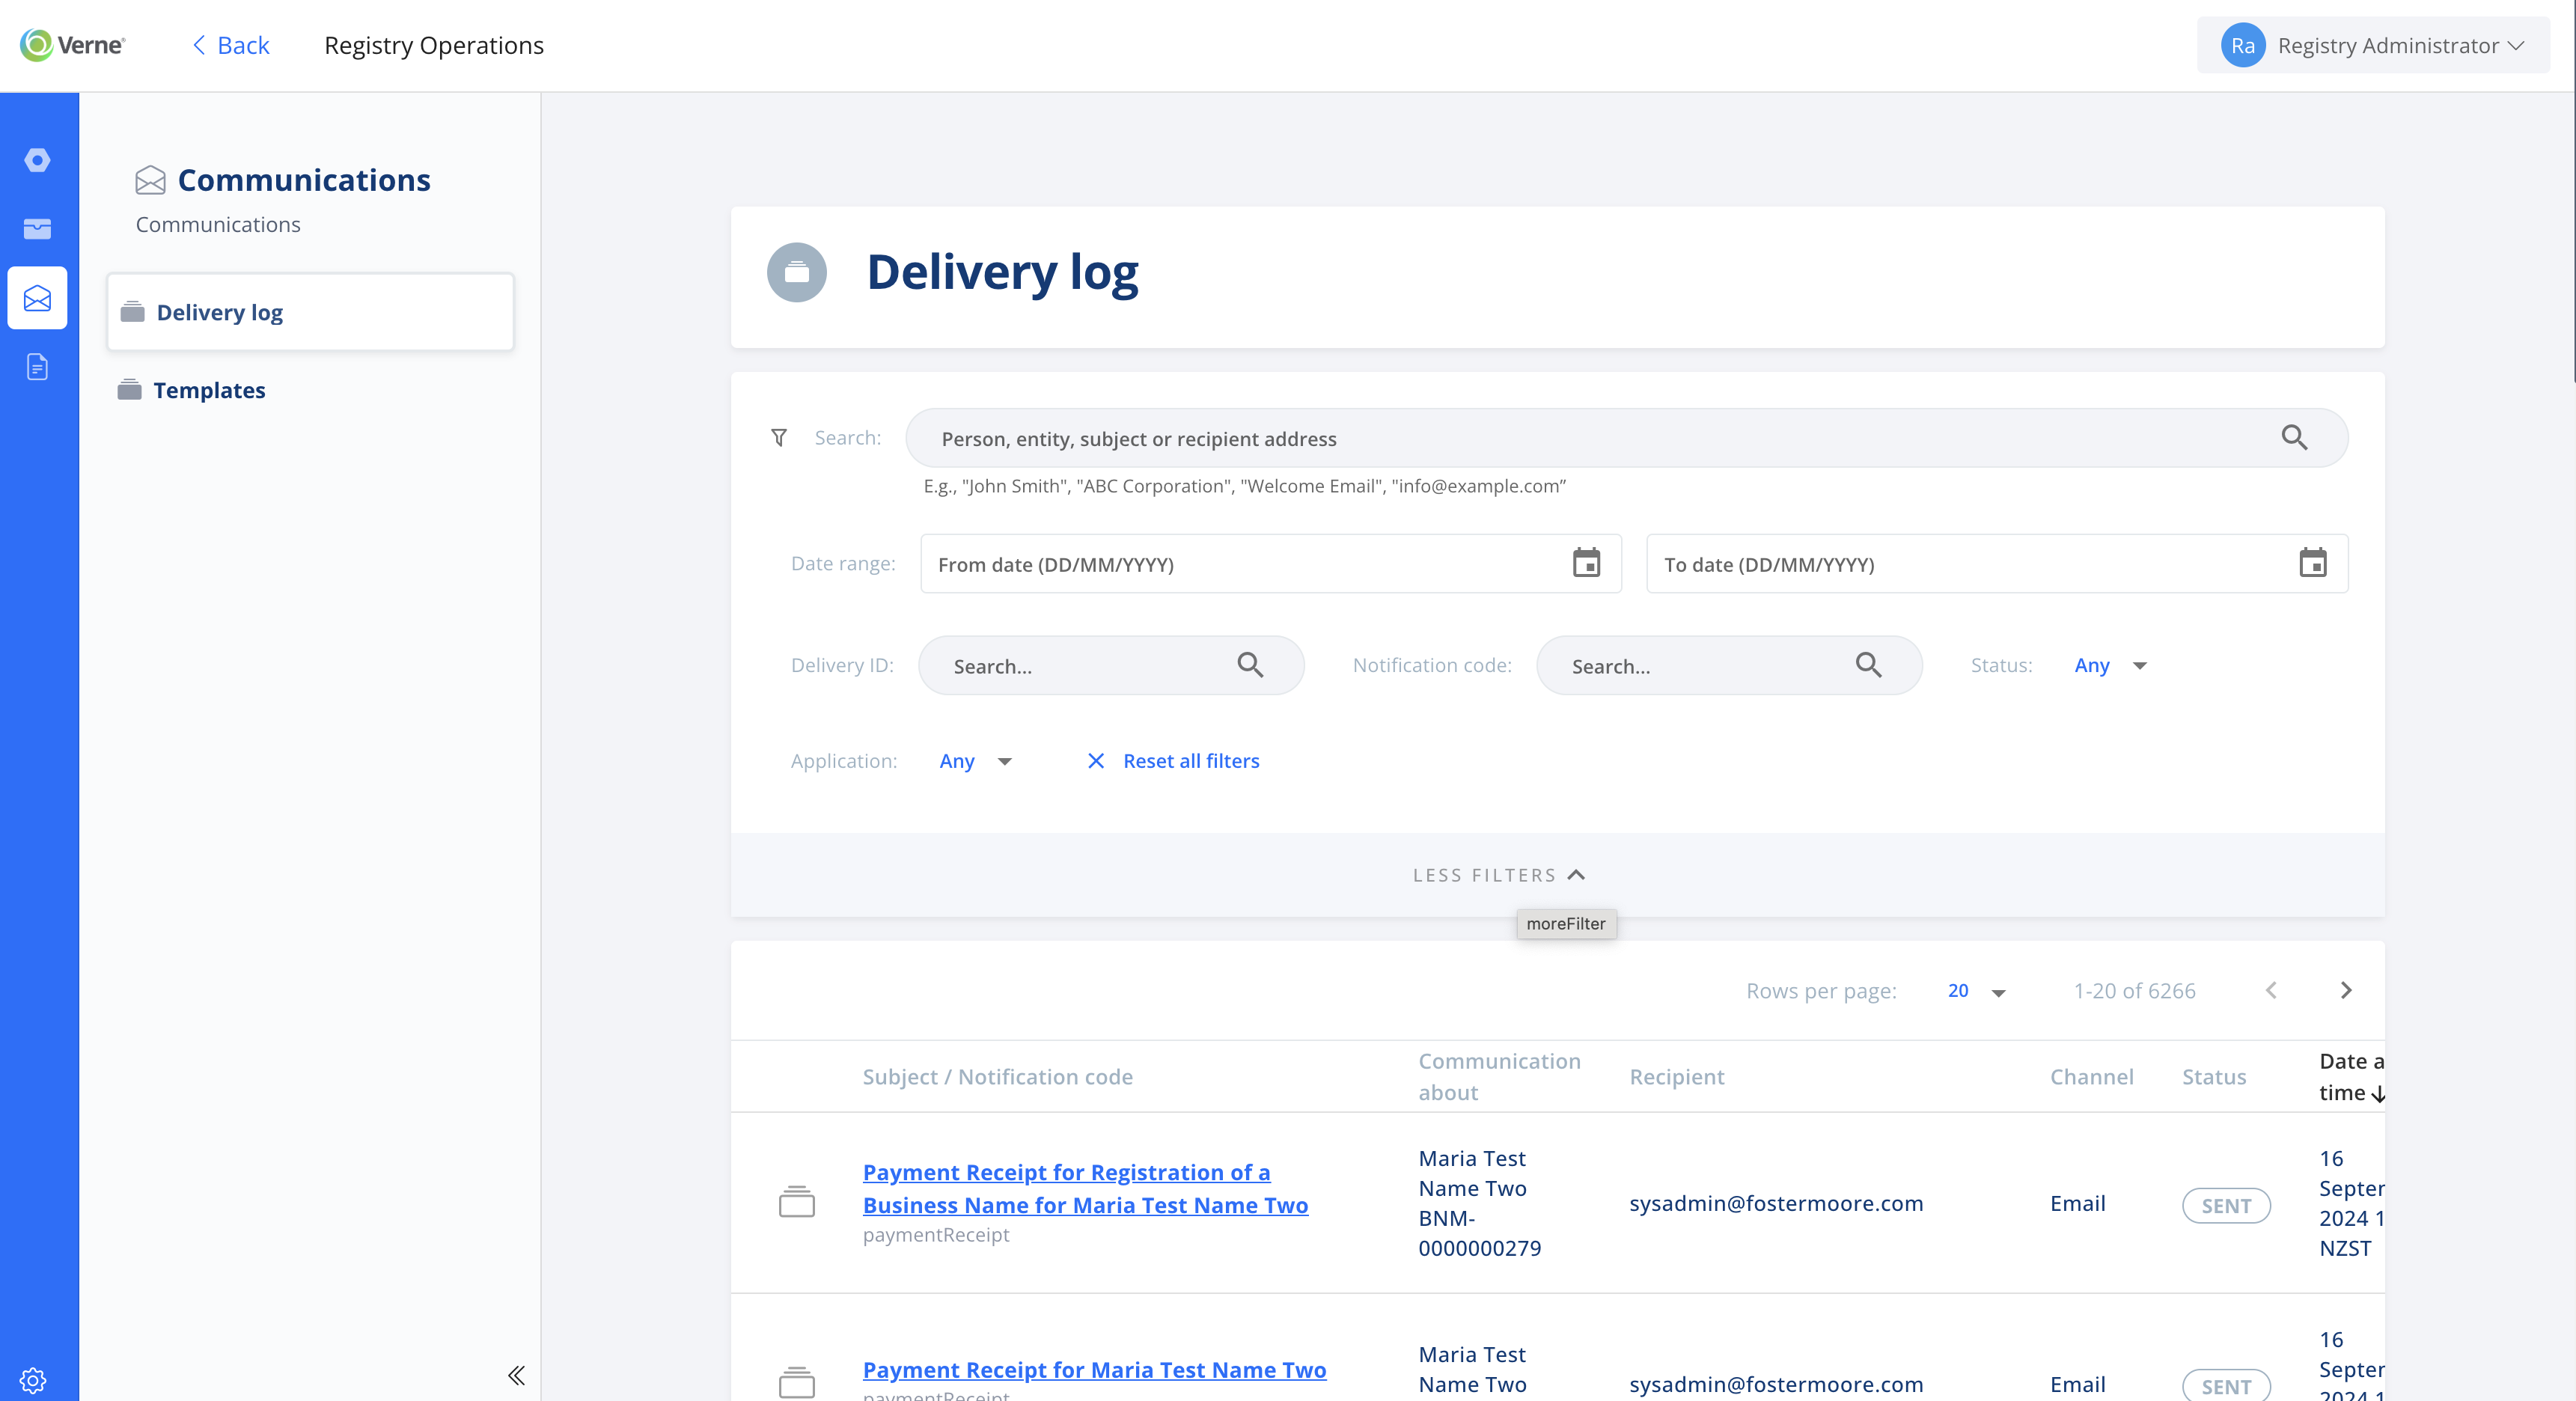 Verne®
Back
Registry Operations
Ra
Registry Administrator
Communications
Communications
Delivery log
Templates
Delivery log
Search:
Person, entity, subject or recipient address
E.g., "John Smith", "ABC Corporation", "Welcome Email", "info@example.com”
Date range:
From date (DD/MM/YYYY)
To date (DD/MM/YYYY)
Delivery ID:
Search...
Notification code:
Search...
Status:
Any
Application:
Any
Reset all filters
LESS FILTERS
moreFilter
Rows per page:
20
1-20 of 6266
Subject / Notification code
Communication
about
Recipient
Channel
Status
Date a
time
Payment Receipt for Registration of a
Business Name for Maria Test Name Two
paymentReceipt
Maria Test
Name Two
BNM-
0000000279
sysadmin@fostermoore.com
Email
SENT
16
Septer
2024 1
NZST
Payment Receipt for Maria Test Name Two
paymentReceipt
Maria Test
Name Two
sysadmin@fostermoore.com
Email
SENT
16
Septer
2024 1